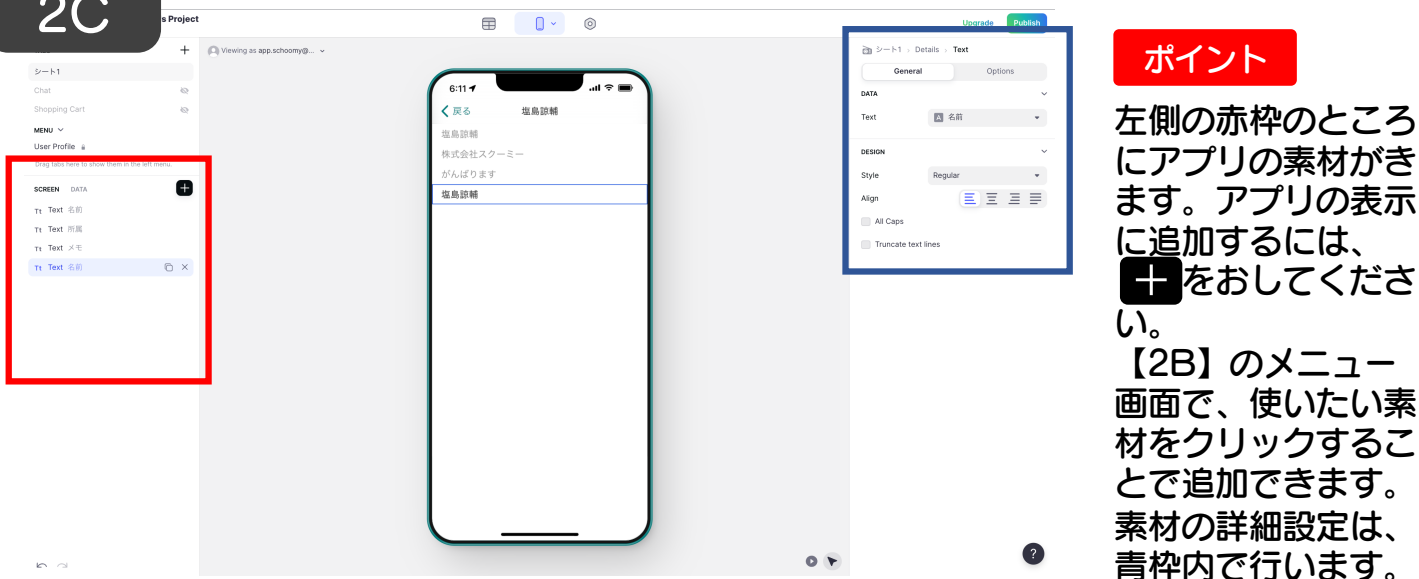 2C
s Project
Upgrade
Publish
シート1
Chat
Shopping Cart
MENU
User Profile
Drag tabs here to show them in the left menu.
SCREEN DATA
Text 名前
Text 所属
Text メモ
Text 名前
Viewing as app.schoomy@...
6:11
戻る
塩島諒輔
塩島諒輔
株式会社スクーミー
がんばります
塩島諒輔
シート1 › Details › Text
General
Options
DATA
Text
A 名前
DESIGN
Style
Regular
Align
All Caps
Truncate text lines
?
ポイント
左側の赤枠のところ
にアプリの素材がき
ます。アプリの表示
に追加するには、
+をおしてくださ
い。
【2B】のメニュー
画面で、使いたい素
材をクリックするこ
とで追加できます。
素材の詳細設定は、
青枠内で行います。